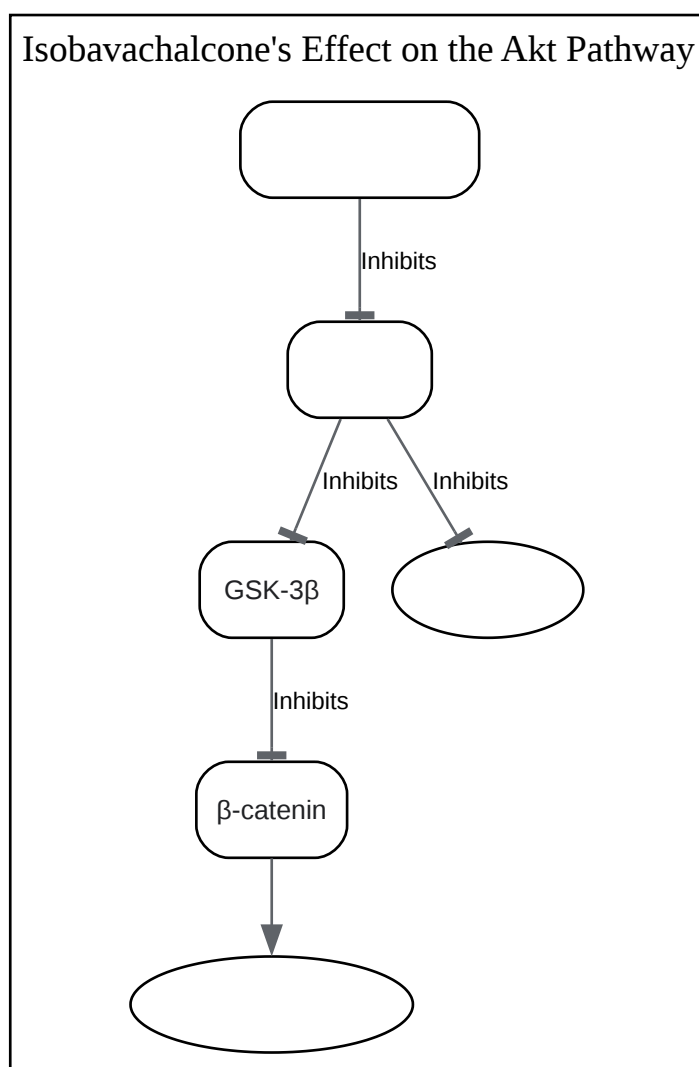 Isobavachalcone's Effect on the Akt Pathway
Inhibits
Inhibits
Inhibits
GSK-3β
Inhibits
β-catenin